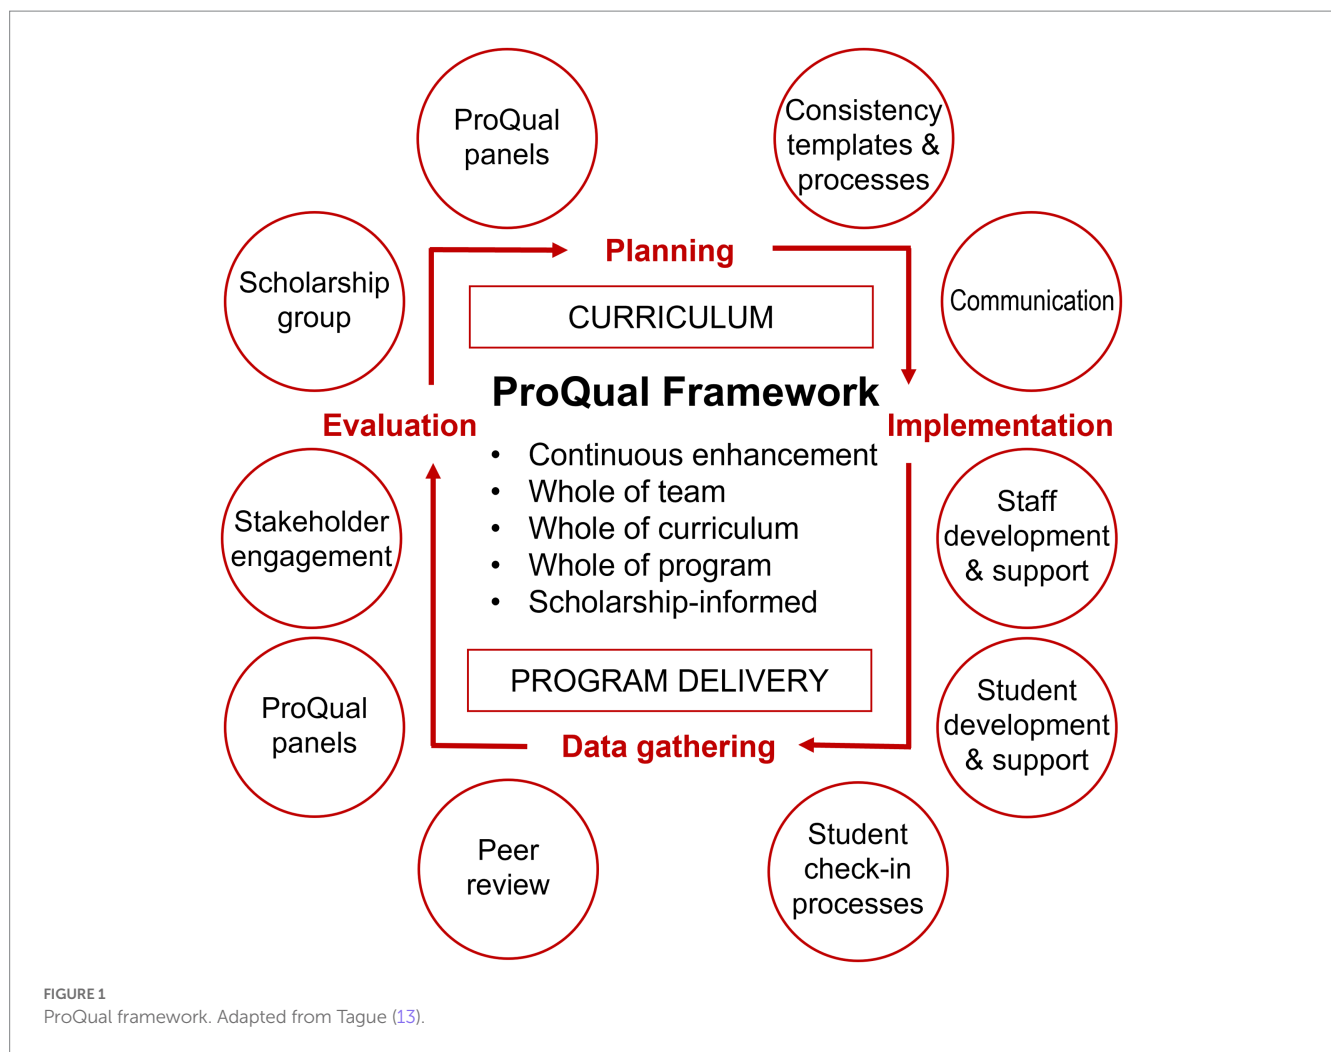 ProQual
panels
Consistency
templates &
processes
Scholarship
group
Planning
Communication
CURRICULUM
ProQual Framework
Evaluation
Implementation
• Continuous enhancement
• Whole of team
• Whole of curriculum
• Whole of program
• Scholarship-informed
Stakeholder
engagement
Staff
development
& support
PROGRAM DELIVERY
ProQual
panels
Student
development
& support
Data gathering
Peer
review
Student
check-in
processes
FIGURE 1
ProQual framework. Adapted from Tague (13).